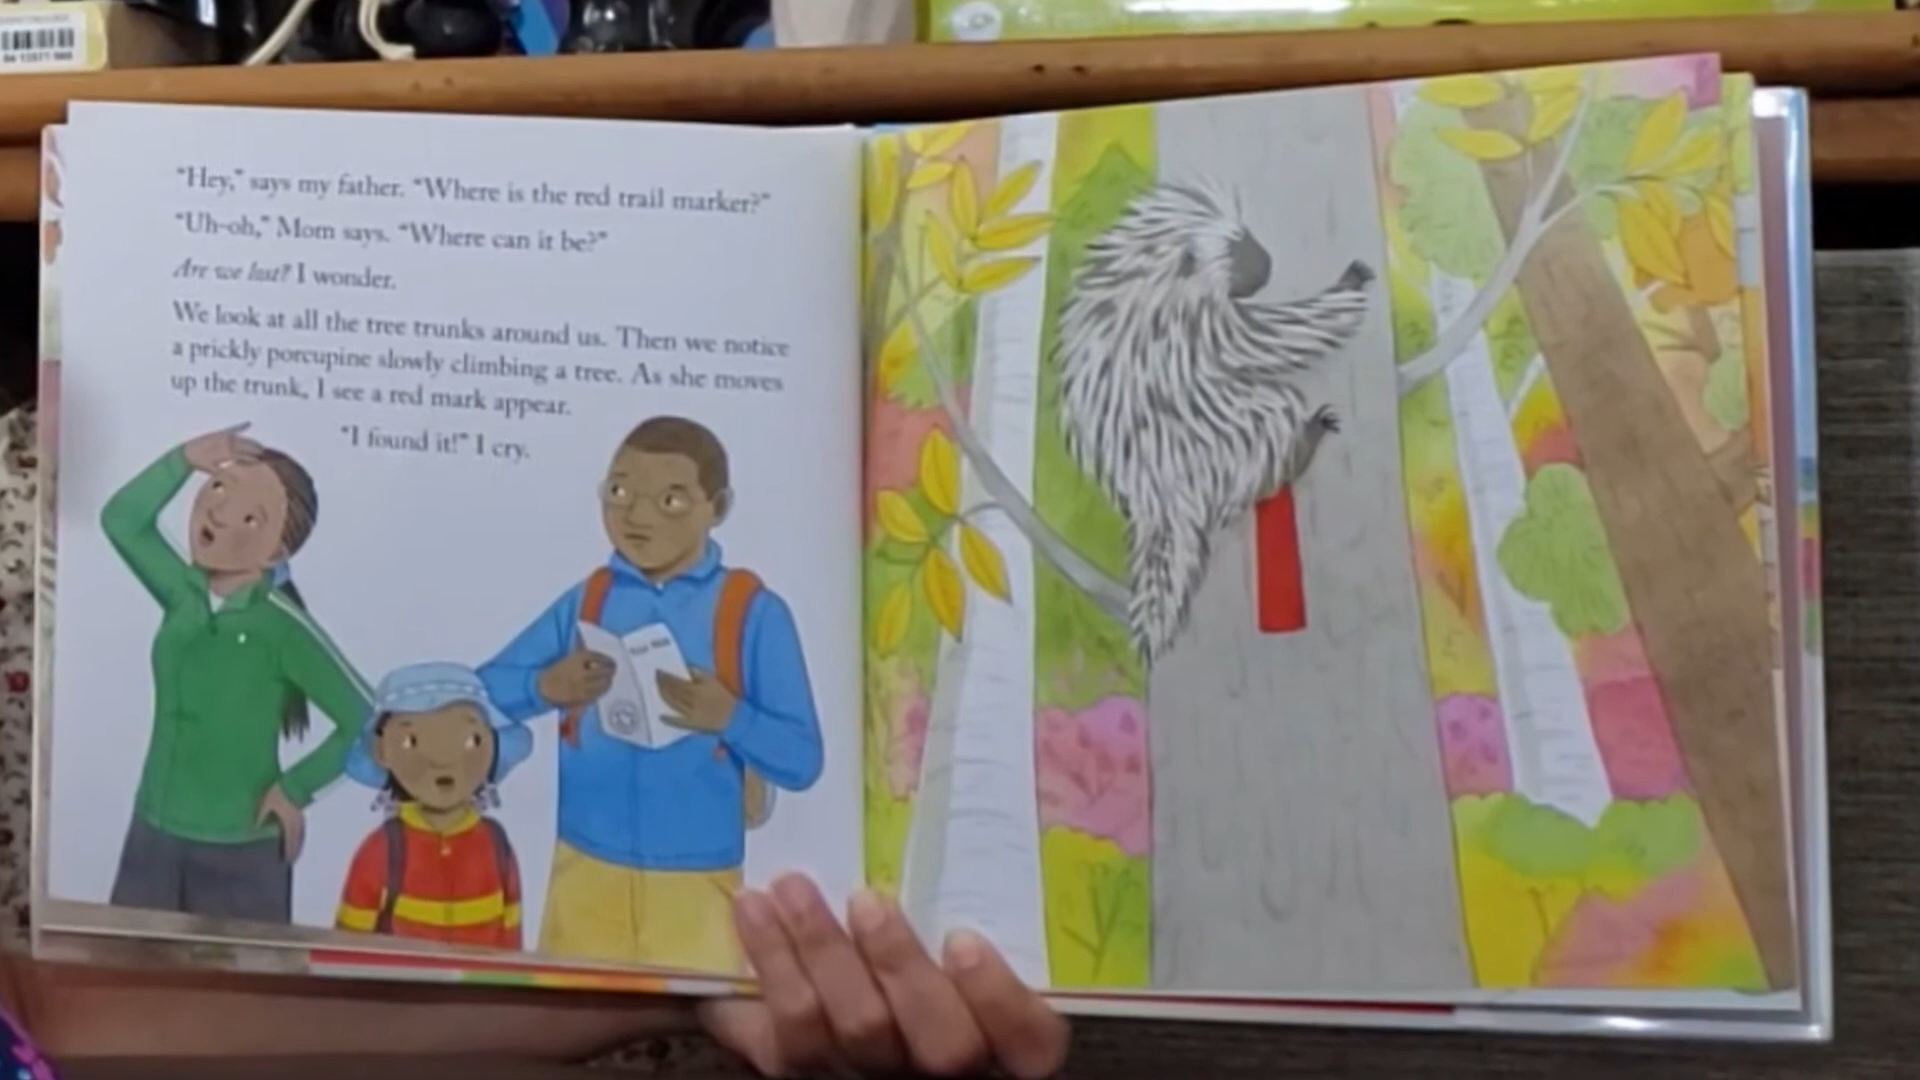 "Hey," says my father. "Where is the red trail marker?"
"Uh-oh," Mom says. "Where can it be?"
Are we lost? I wonder.
We look at all the tree trunks around us. Then we notice
a prickly porcupine slowly climbing a tree. As she moves
up the trunk, I see a red mark appear.
"I found it!" I cry.